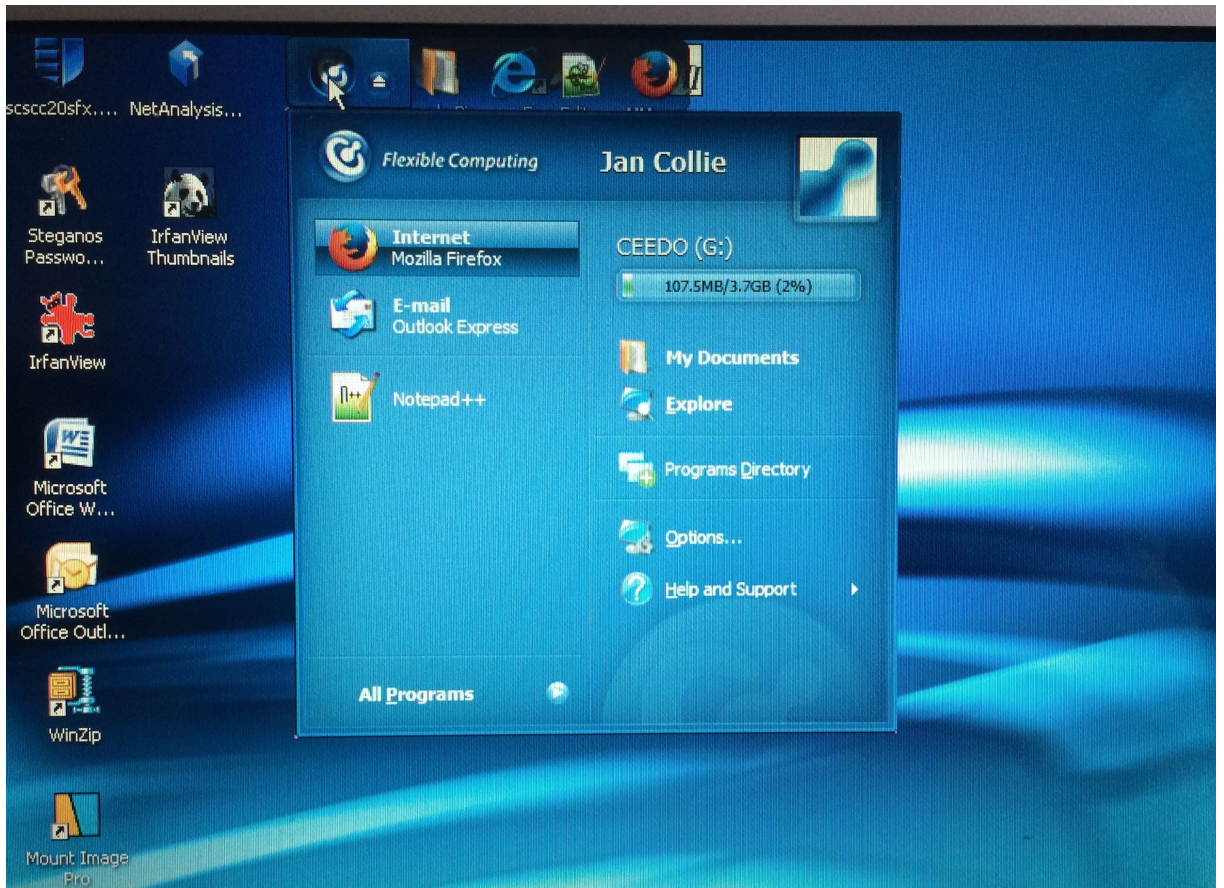 scscc20sfx....
NetAnalysis...
Steganos
Passwo...
IrfanView
Thumbnails
IrfanView
Microsoft
Office W...
Microsoft
Office Outl...
WinZip
Mount Image
Pro
Flexible Computing
Jan Collie
Internet
Mozilla Firefox
E-mail
Outlook Express
n++
Notepad++
All Programs
CEEDO (G:)
107.5MB/3.7GB (2%)
My Documents
Explore
Programs Directory
Options...
Help and Support